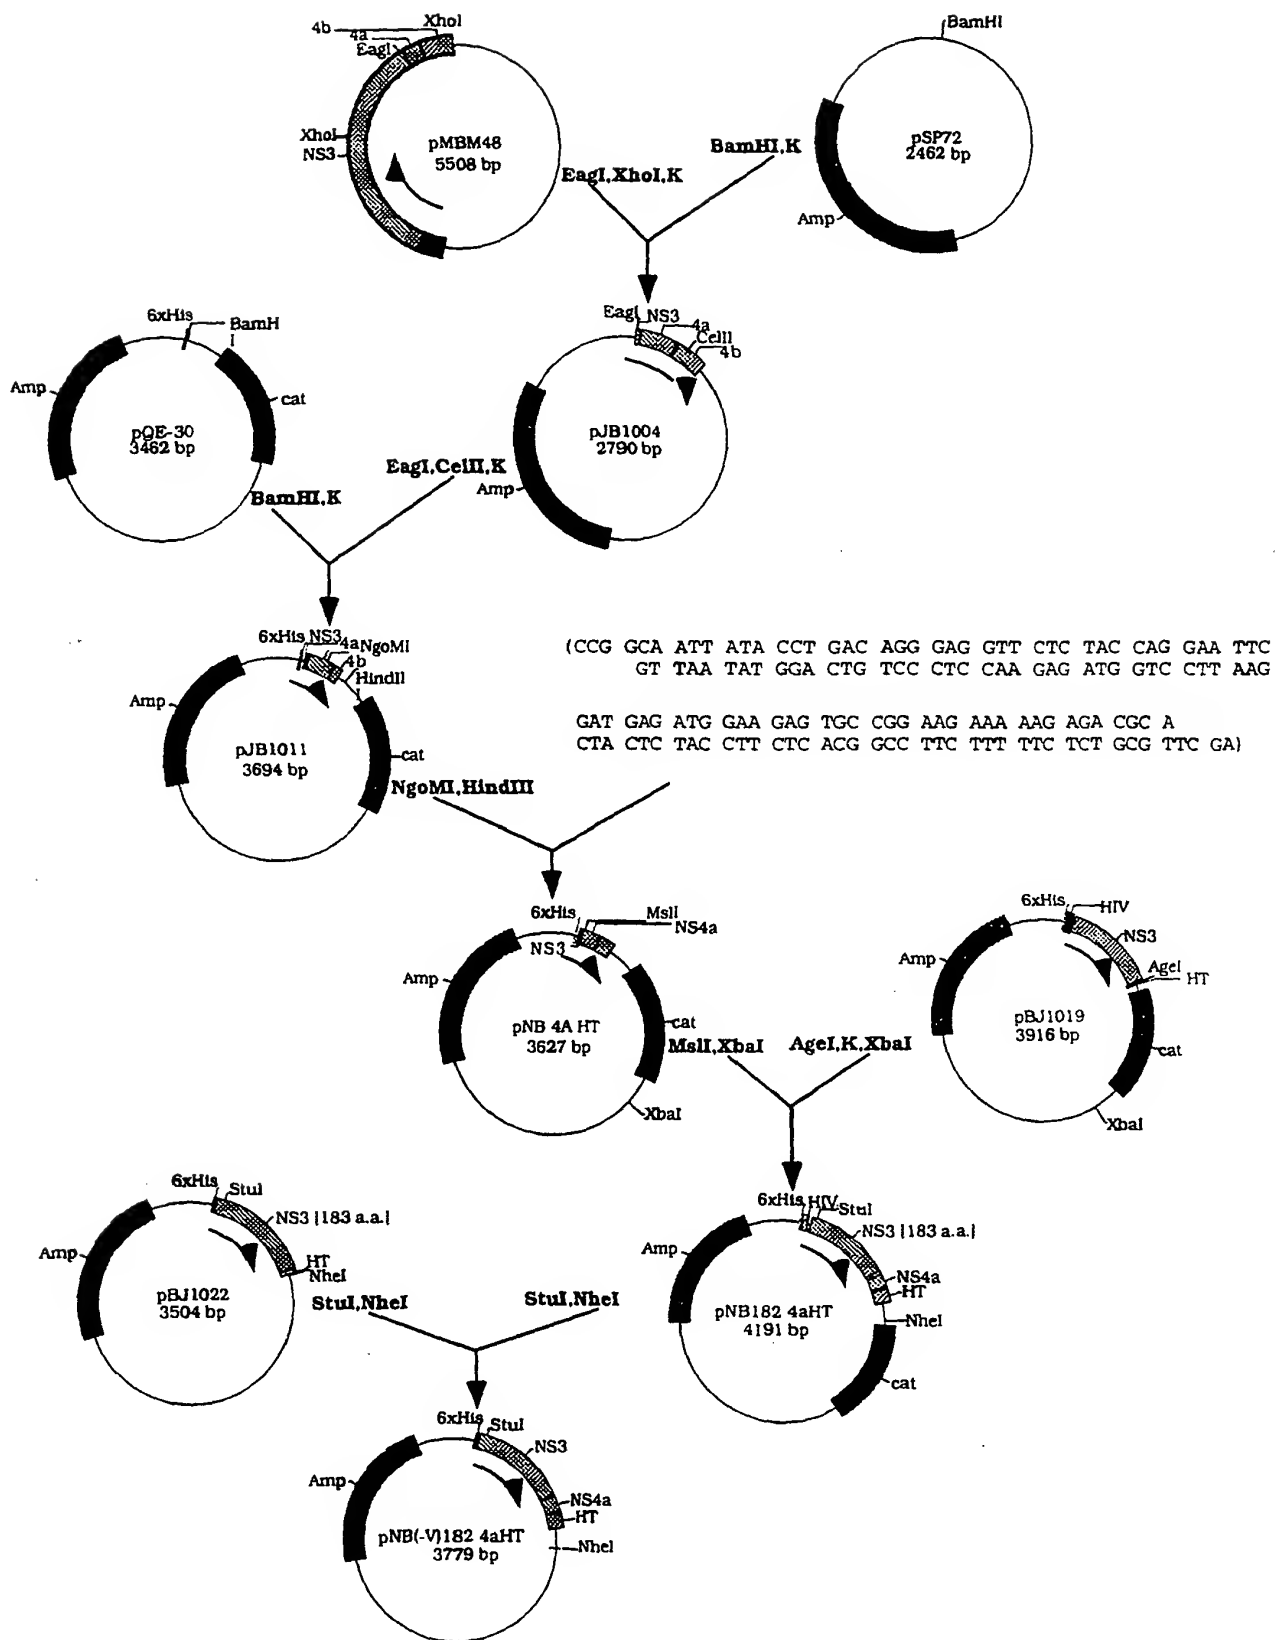 4b
XhoI
4a
EagI
XhoI
NS3
pMBM48
5508 bp
EagI,XhoI,K
BamHI
pSP72
2462 bp
Amp
BamHI,K
6xHis
BamH
I
Amp
cat
pQE-30
3462 bp
BamHI,K
EagI
NS3
4a
CelII
4b
pJB1004
2790 bp
Amp
EagI,CelII,K
6xHis
NS3
4a
NgoMI
4b
HindII
I
Amp
pJB1011
3694 bp
cat
NgoMI,HindIII
(CCG GCA ATT ATA CCT GAC AGG GAG GTT CTC TAC CAG GAA TTC
GT TAA TAT GGA CTG TCC CTC CAA GAG ATG GTC CTT AAG
GAT GAG ATG GAA GAG TGC CGG AAG AAA AAG AGA CGC A
CTA CTC TAC CTT CTC ACG GCC TTC TTT TTC TCT GCG TTC GA)
6xHis
MslI
NS4a
NS3
Amp
pNB 4A HT
3627 bp
cat
MslI,XbaI
XbaI
6xHis
HIV
NS3
AgeI
HT
Amp
pBJ1019
3916 bp
cat
XbaI
AgeI,K,XbaI
6xHis
StuI
NS3 [183 a.a.]
Amp
HT
NheI
pBJ1022
3504 bp
StuI,NheI
StuI,NheI
6xHis
HIV
StuI
NS3 [183 a.a.]
Amp
NS4a
HT
NheI
pNB182 4aHT
4191 bp
cat
6xHis
StuI
NS3
Amp
NS4a
HT
pNB(-V)182 4aHT
3779 bp
NheI